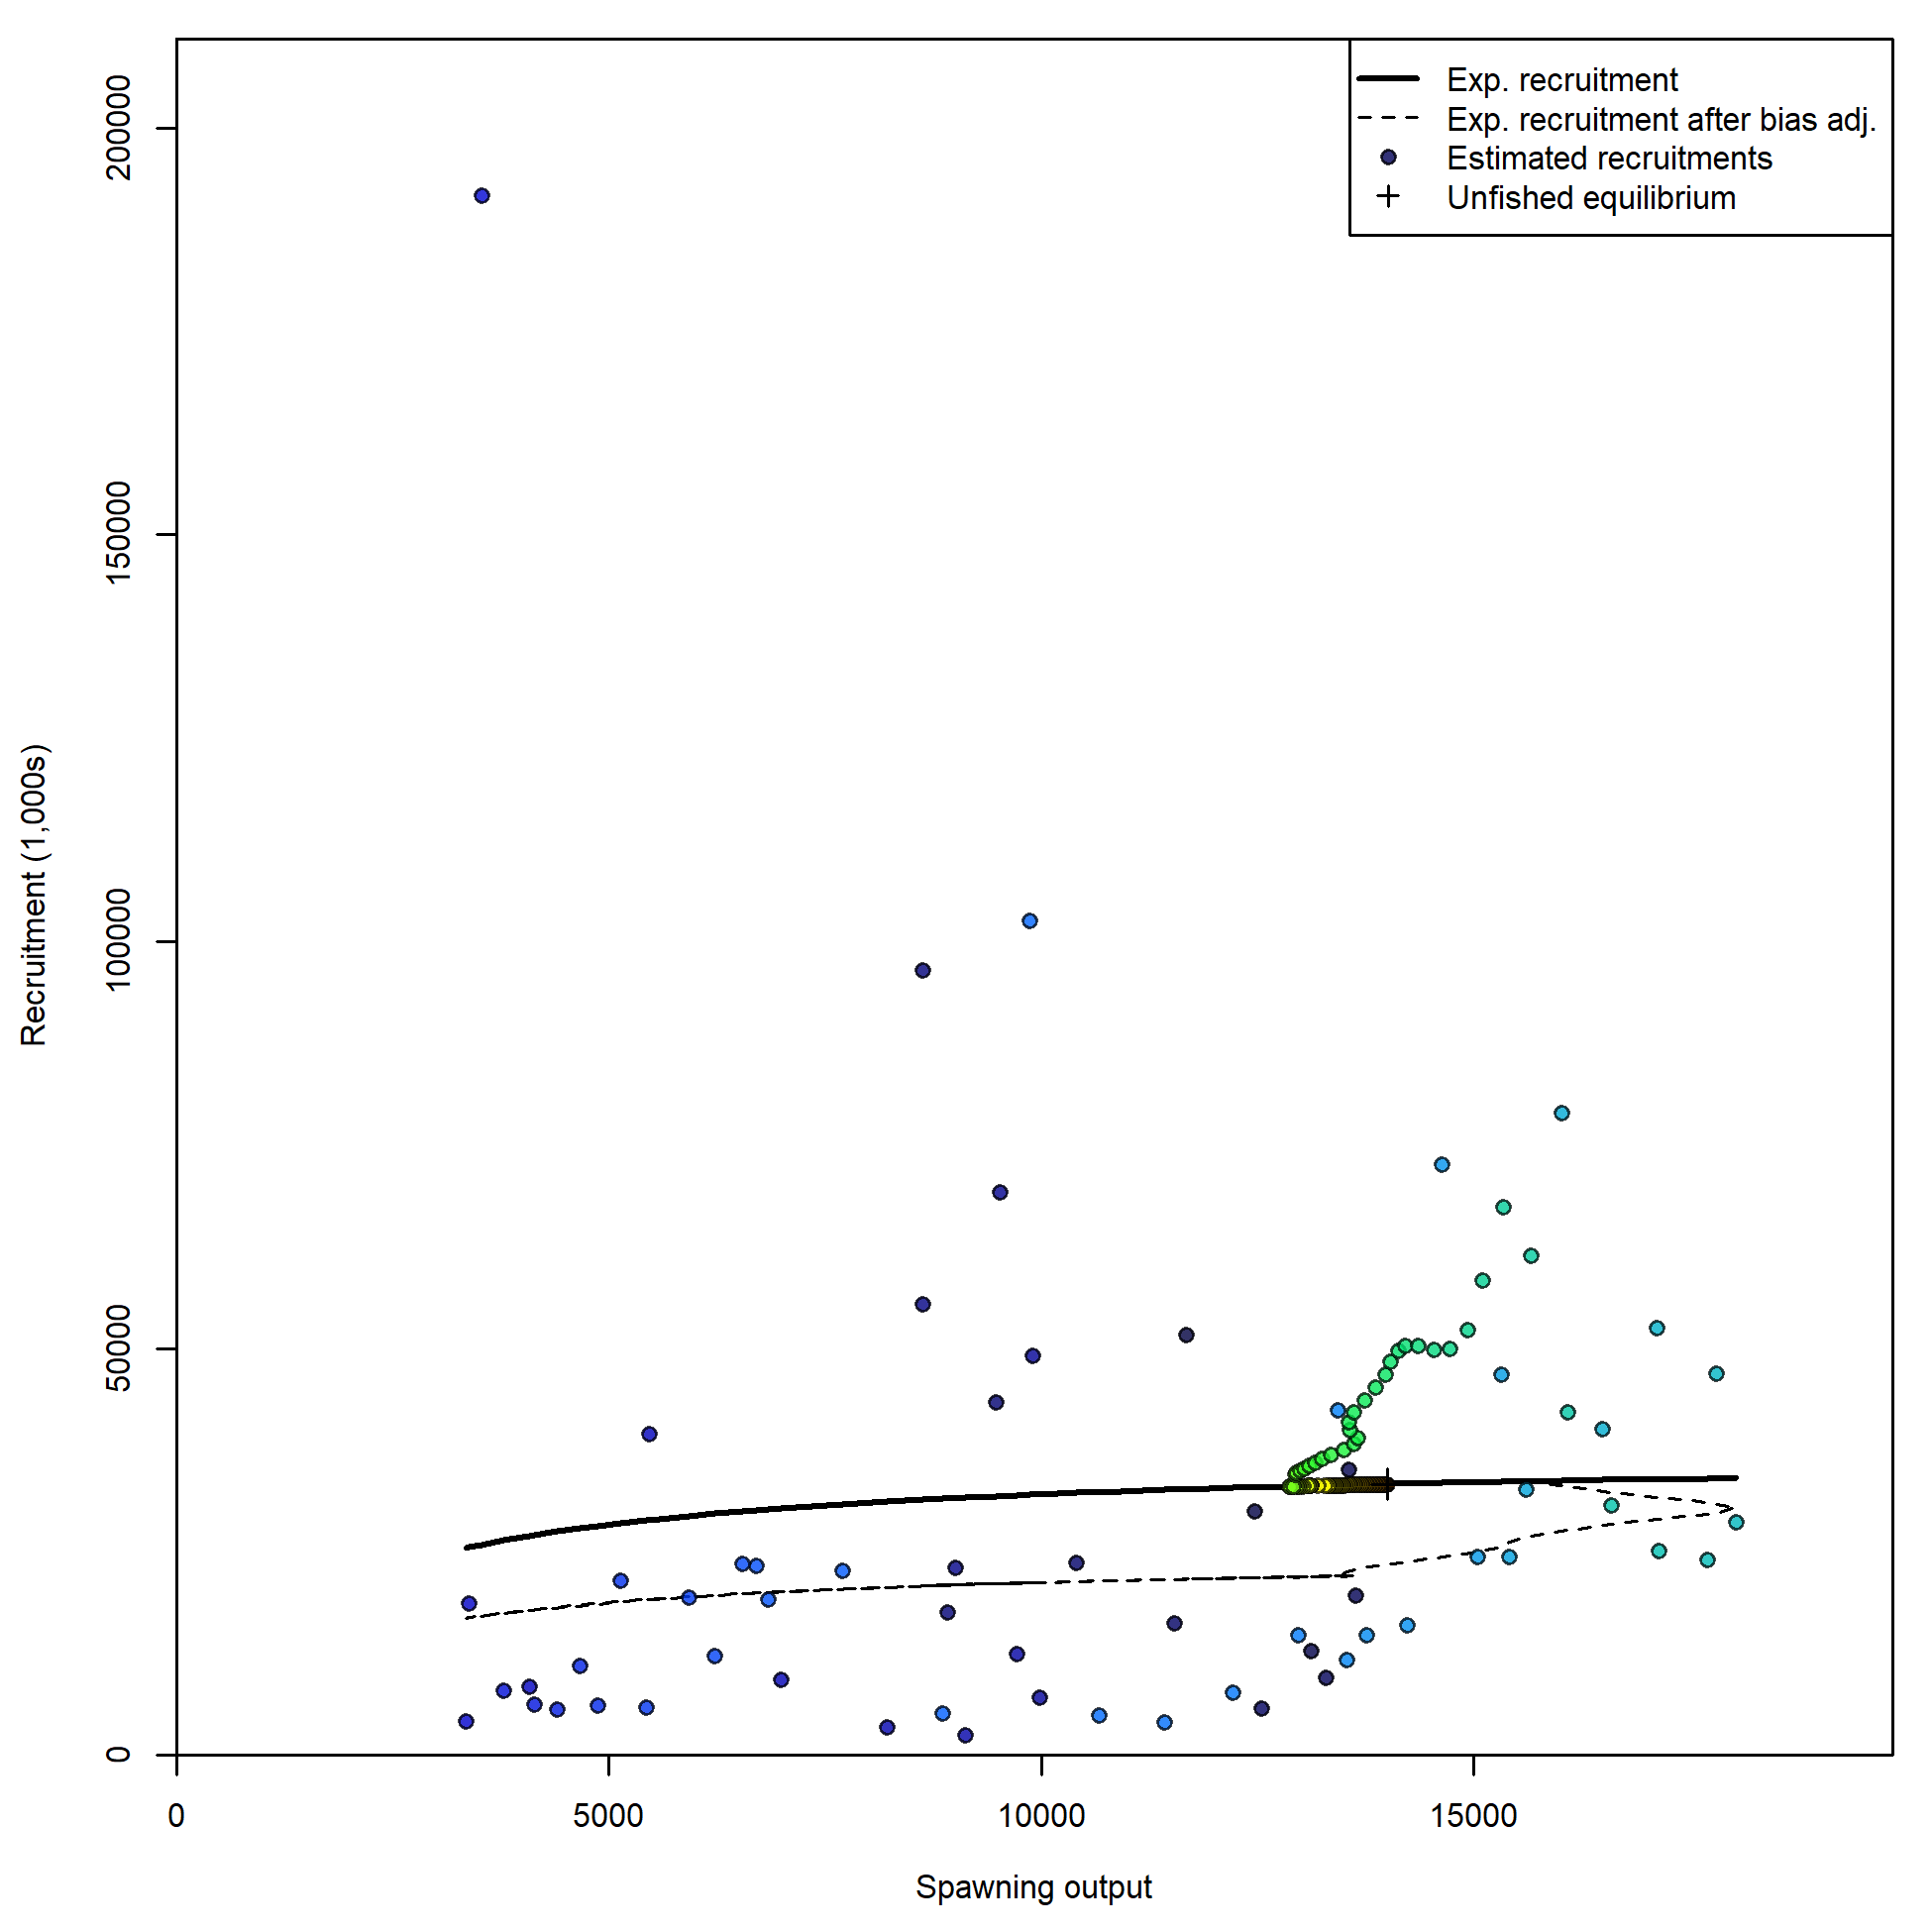 Exp. recruitment
Exp. recruitment after bias adj.
Estimated recruitments
Unfished equilibrium
200000
150000
100000
50000
0
Recruitment (1,000s)
0 5000 10000 15000
Spawning output